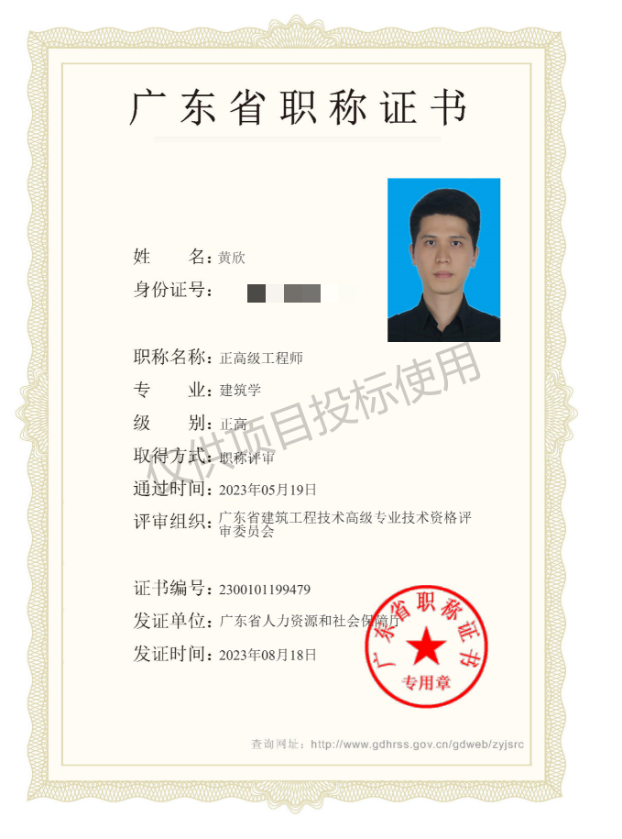 广东省职称证书
姓 名：黄欣
身份证号：
职称名称：正高级工程师
专 业：建筑学
级 别：正高
取得方式：职称评审
通过时间：2023年05月19日
评审组织：广东省建筑工程技术高级专业技术资格评
审委员会
仅供项目投标使用
证书编号：2300101199479
发证单位：广东省人力资源和社会保障厅
发证时间：2023年08月18日
广东省职称证书
专用章
查询网址：http://www.gdhrss.gov.cn/gdweb/zyjsrc